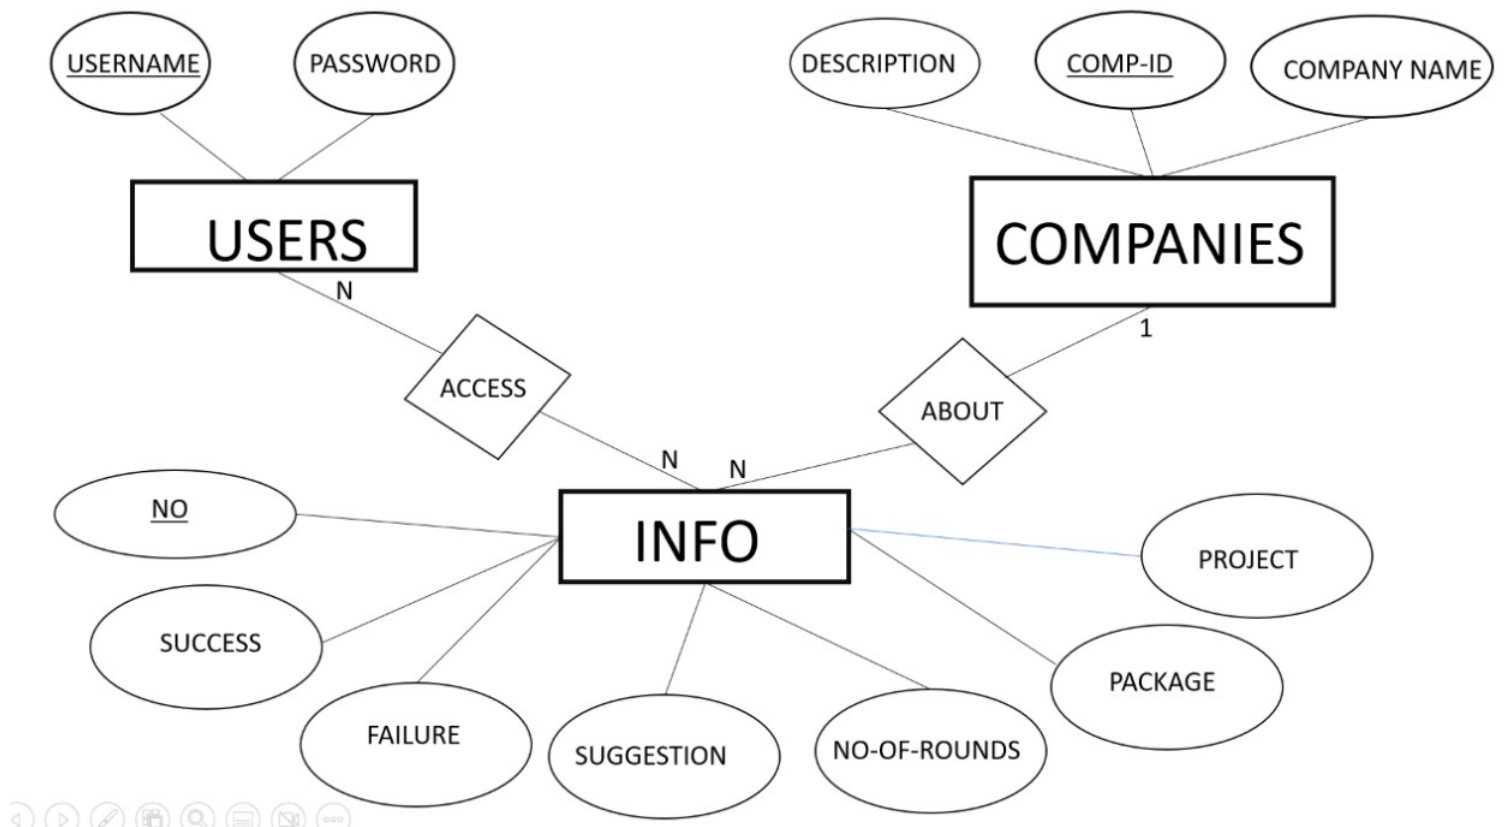 USERNAME
PASSWORD
DESCRIPTION
COMP-ID
COMPANY NAME
USERS
COMPANIES
N
1
ACCESS
ABOUT
N
N
NO
INFO
PROJECT
SUCCESS
PACKAGE
FAILURE
SUGGESTION
NO-OF-ROUNDS